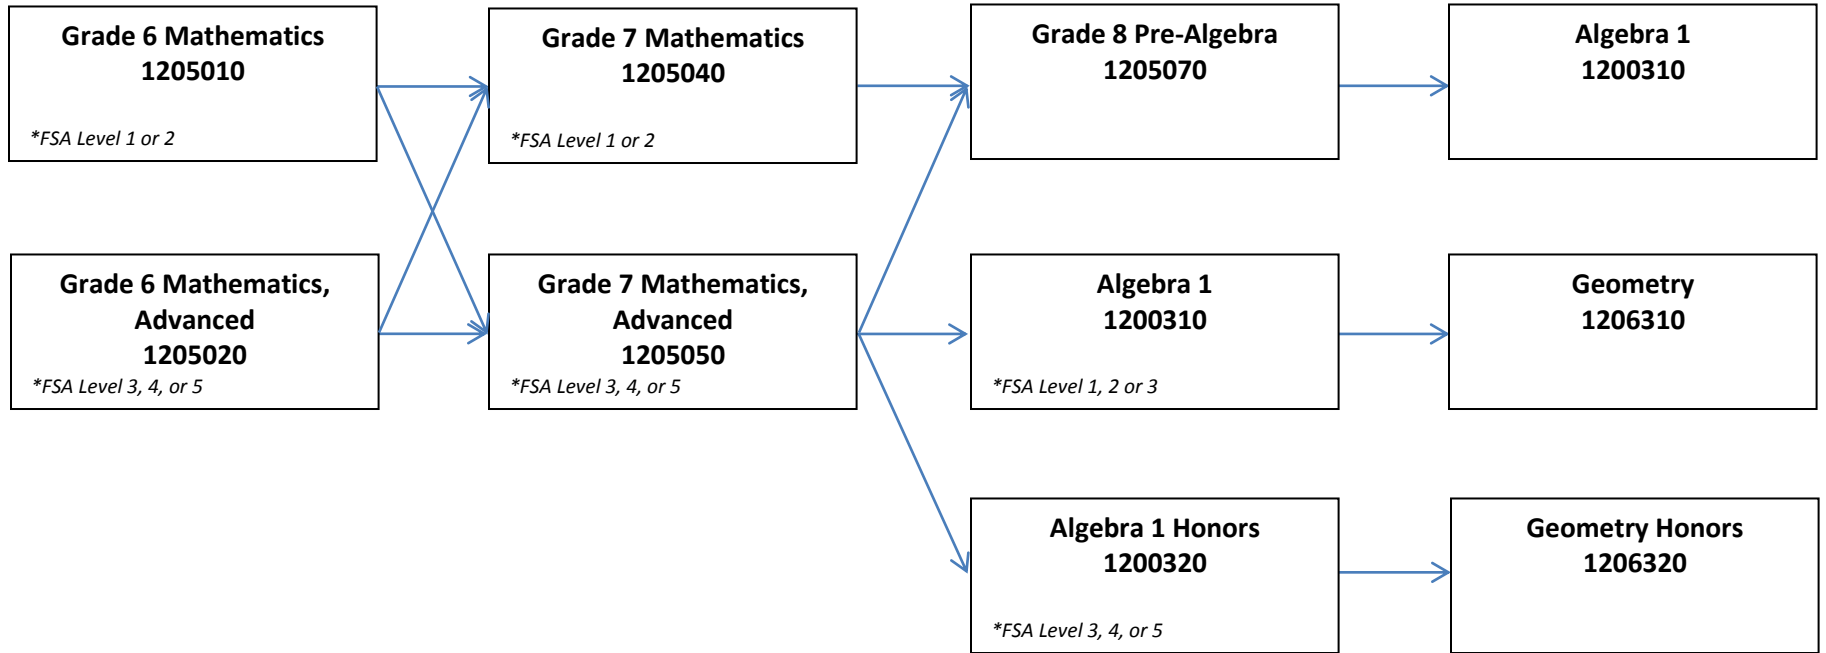 Grade 6 Mathematics
1205010
*FSA Level 1 or 2
Grade 7 Mathematics
1205040
*FSA Level 1 or 2
Grade 8 Pre-Algebra
1205070
Algebra 1
1200310
Grade 6 Mathematics,
Advanced
1205020
*FSA Level 3, 4, or 5
Grade 7 Mathematics,
Advanced
1205050
*FSA Level 3, 4, or 5
Algebra 1
1200310
*FSA Level 1, 2 or 3
Geometry
1206310
Algebra 1 Honors
1200320
*FSA Level 3, 4, or 5
Geometry Honors
1206320